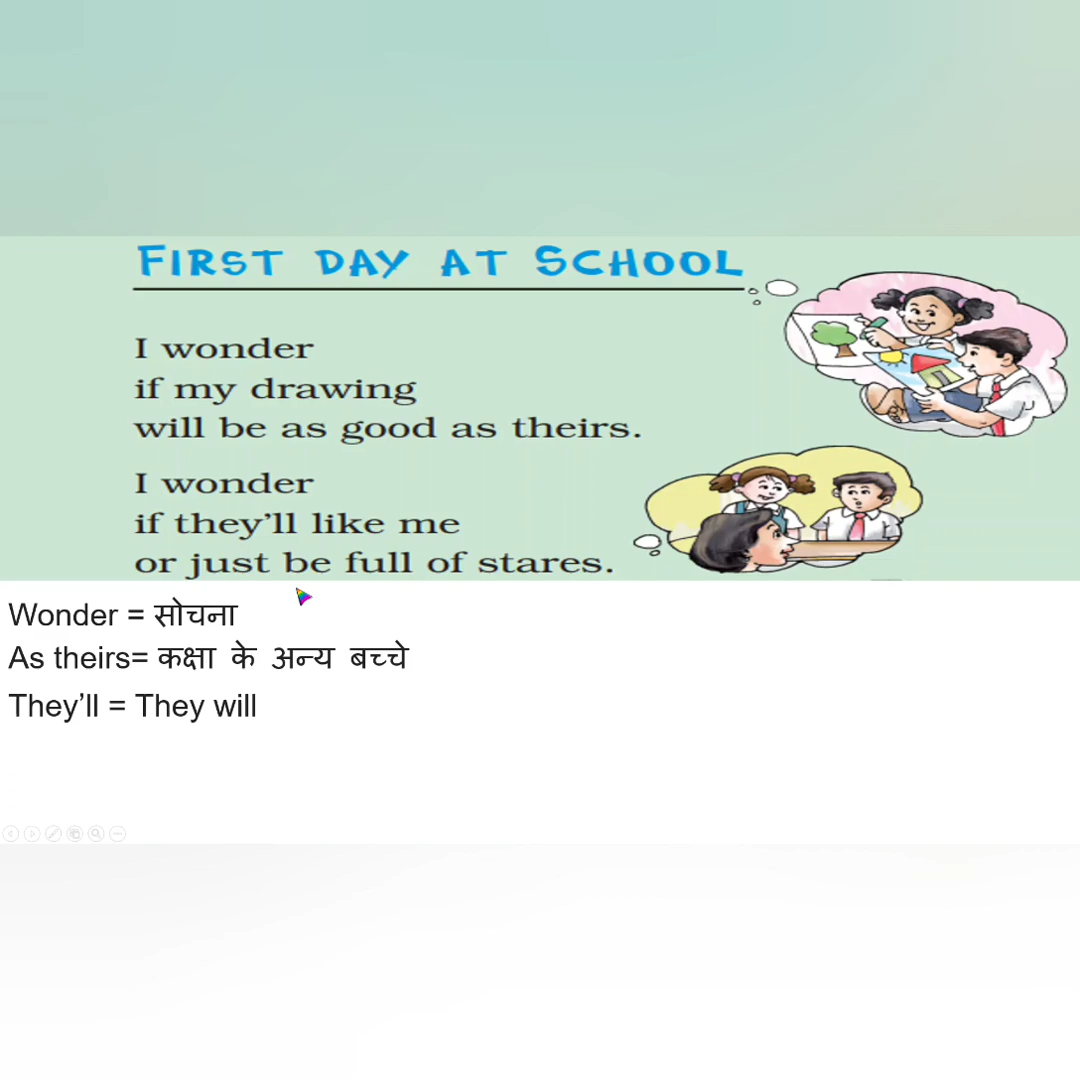 FIRST DAY AT SCHOOL
I wonder
if my drawing
will be as good as theirs.
I wonder
if they’ll like me
or just be full of stares.
Wonder = सोचना
As theirs= कक्षा के अन्य बच्चे
They’ll = They will